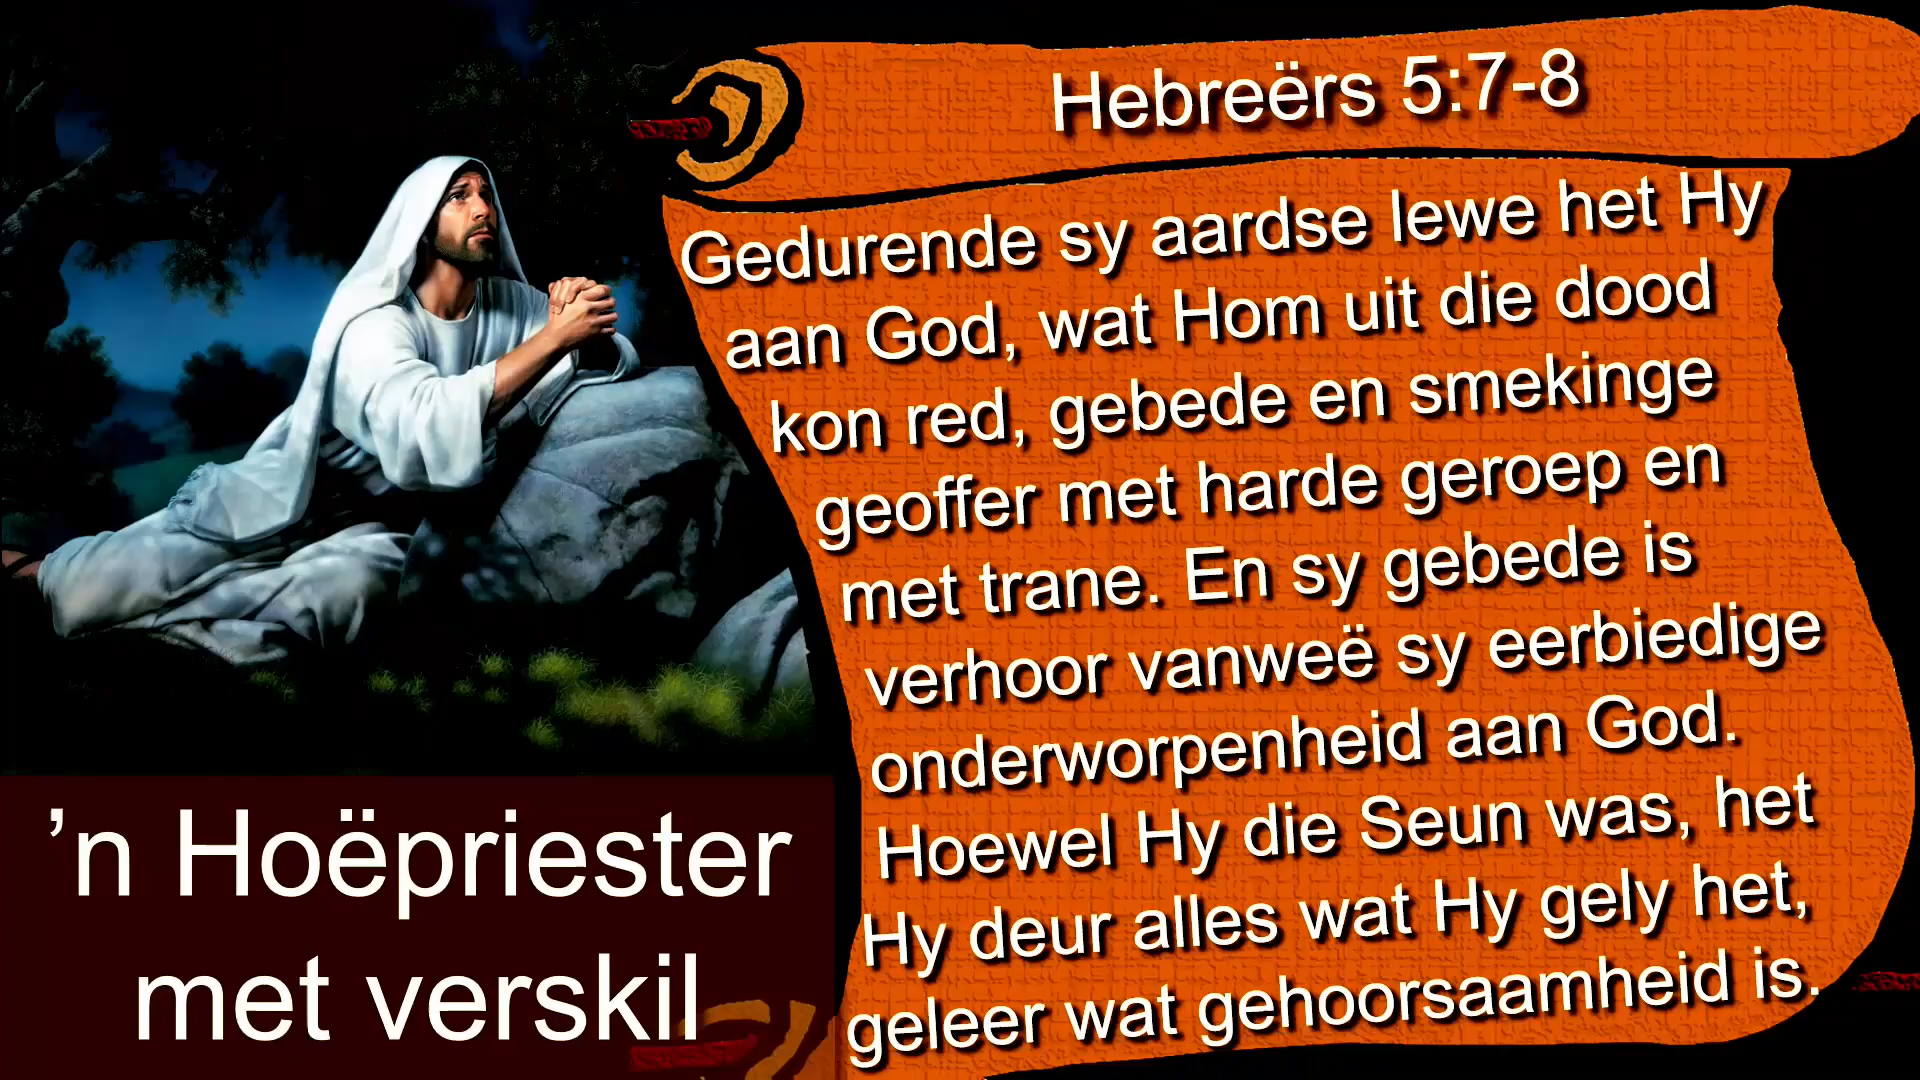 Hebreërs 5:7-8
Gedurende sy aardse lewe het Hy
aan God, wat Hom uit die dood
kon red, gebede en smekinge
geoffer met harde geroep en
met trane. En sy gebede is
verhoor vanweë sy eerbiedige
onderworpenheid aan God.
Hoewel Hy die Seun was, het
Hy deur alles wat Hy gely het,
geleer wat gehoorsaamheid is.
’n Hoëpriester
met verskil